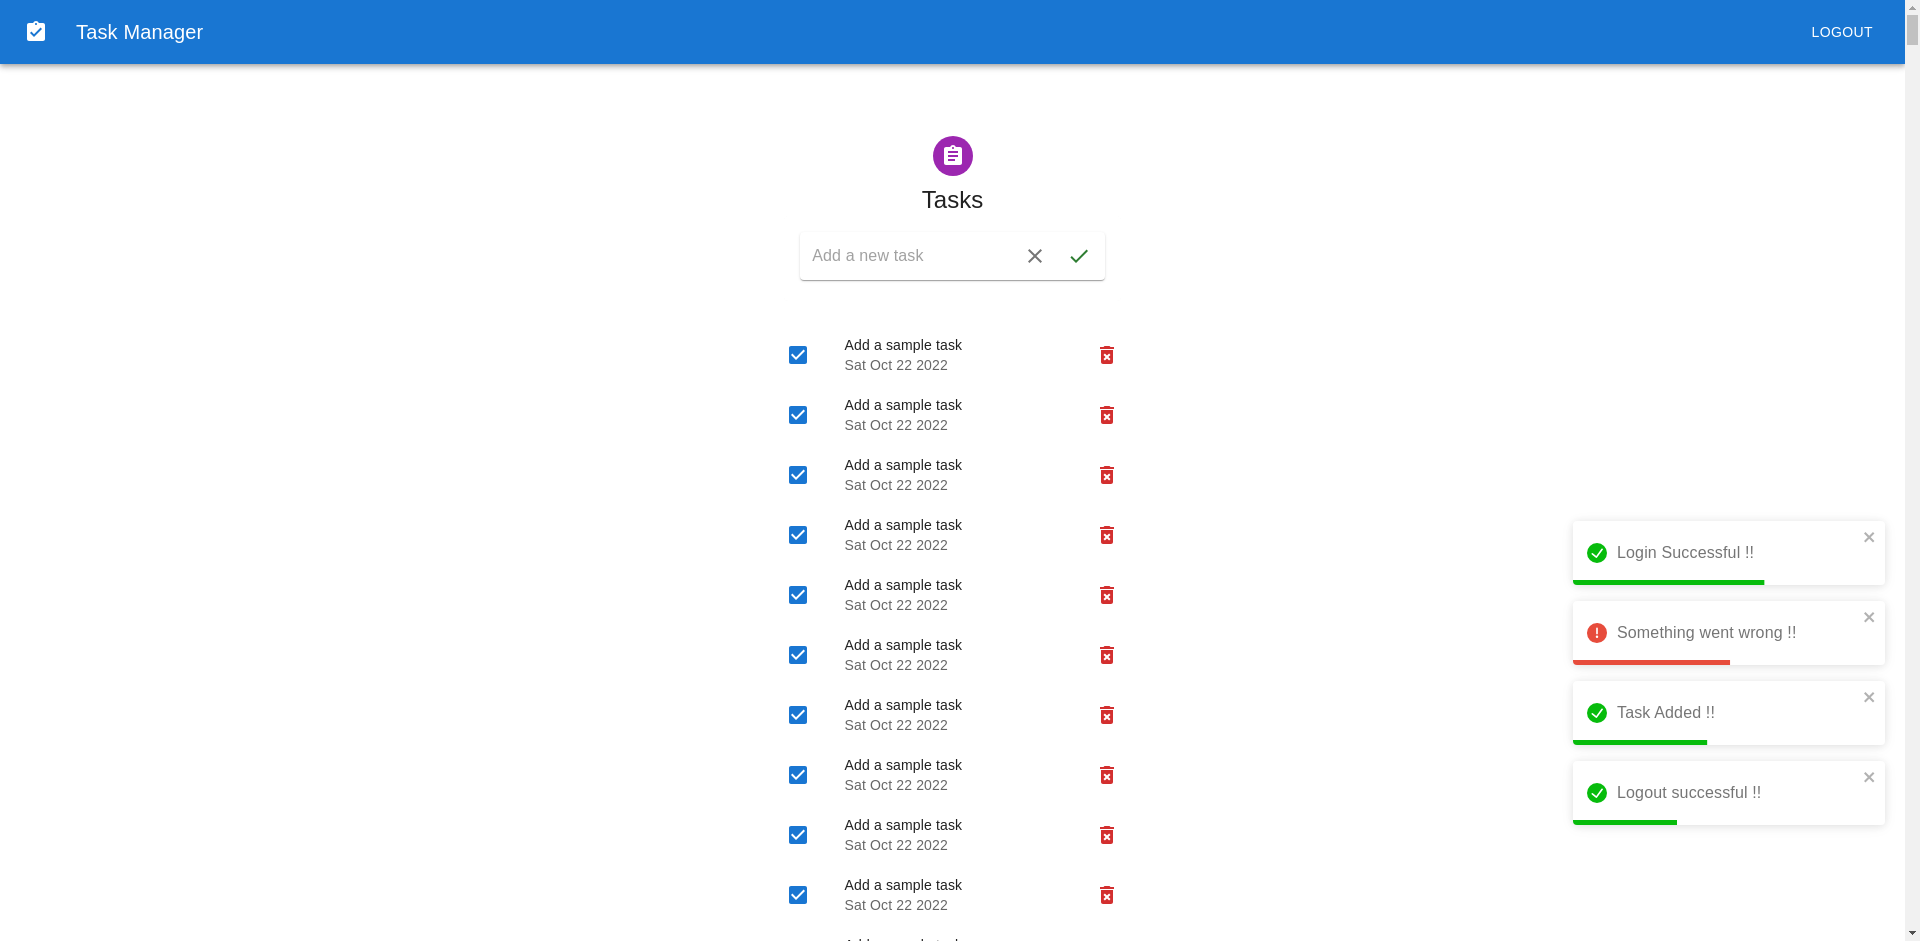 Task Manager
LOGOUT
Tasks
Add a new task
Add a sample task
Sat Oct 22 2022
Add a sample task
Sat Oct 22 2022
Add a sample task
Sat Oct 22 2022
Add a sample task
Sat Oct 22 2022
Add a sample task
Sat Oct 22 2022
Add a sample task
Sat Oct 22 2022
Add a sample task
Sat Oct 22 2022
Add a sample task
Sat Oct 22 2022
Add a sample task
Sat Oct 22 2022
Add a sample task
Sat Oct 22 2022
Login Successful !!
Something went wrong !!
Task Added !!
Logout successful !!